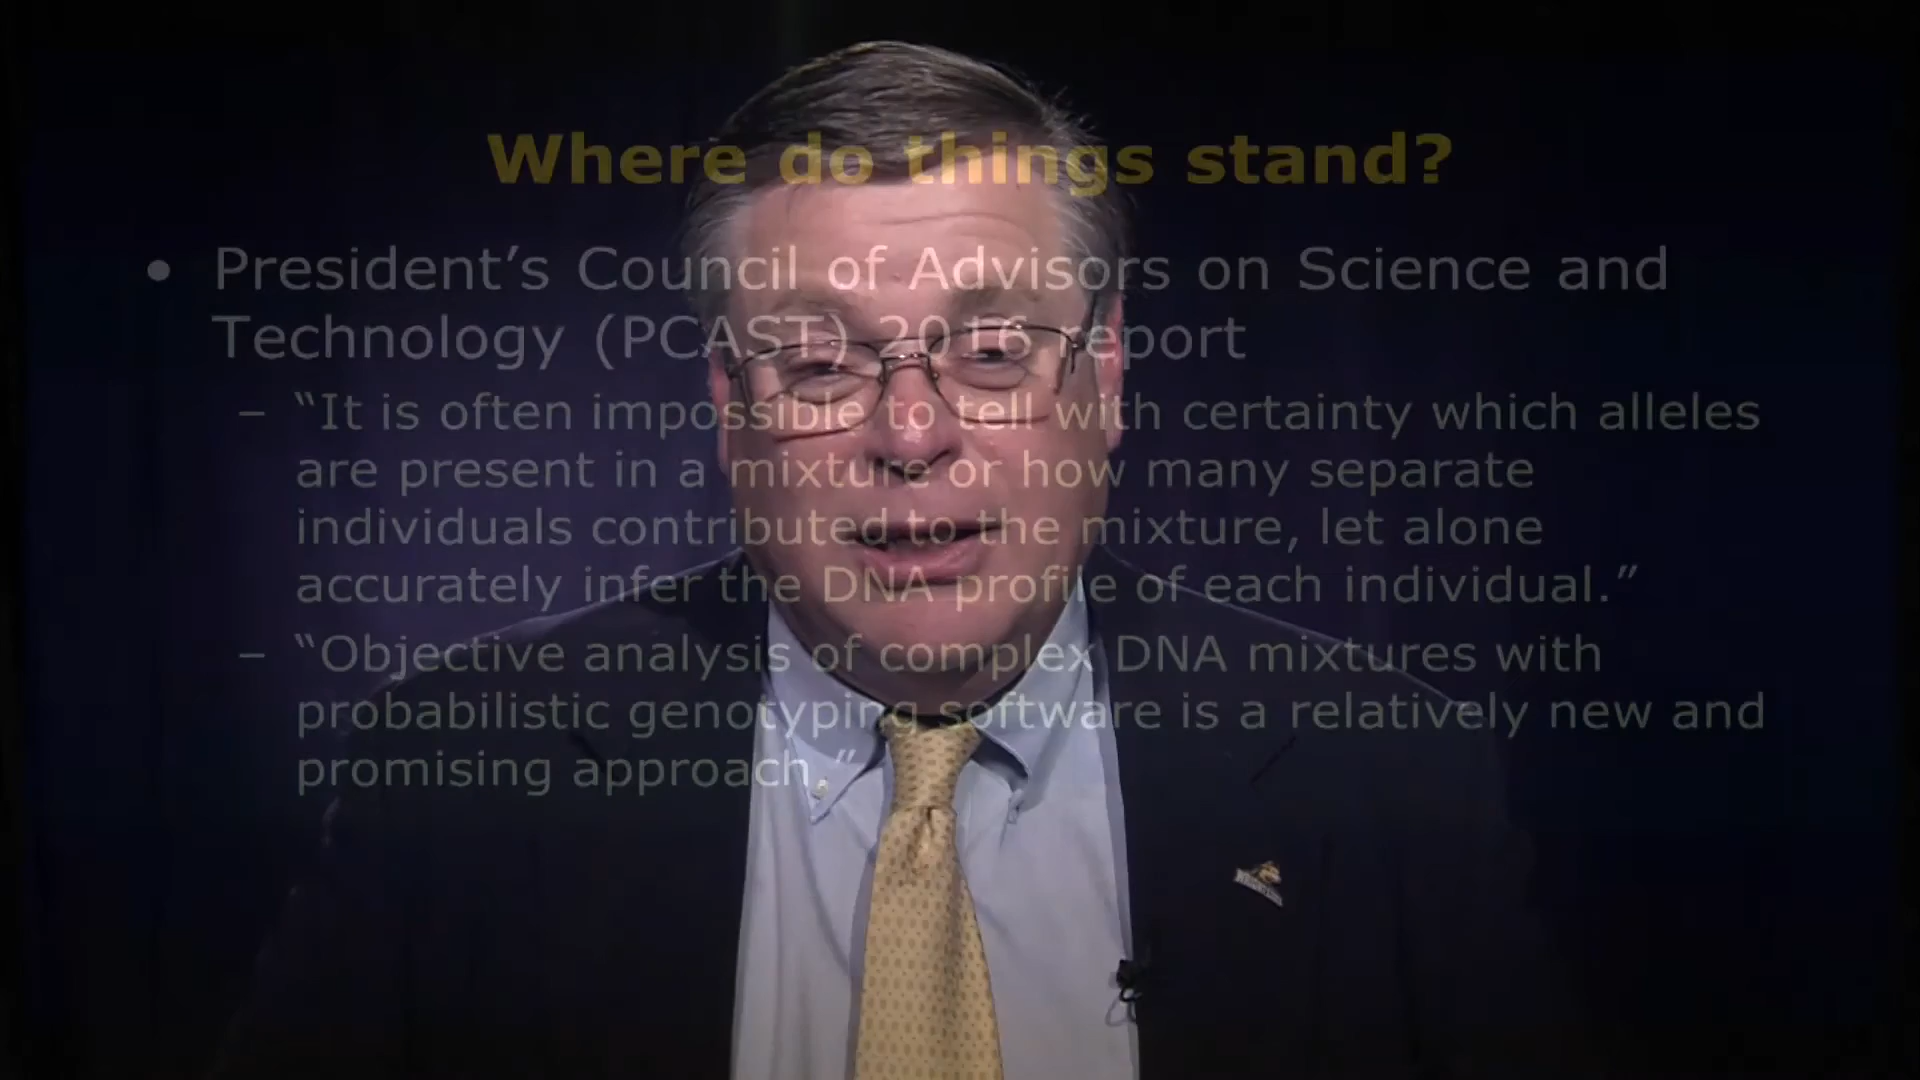 Where do things stand?
• President’s Council of Advisors on Science and
Technology (PCAST) 2016 report
– “It is often impossible to tell with certainty which alleles
are present in a mixture or how many separate
individuals contributed to the mixture, let alone
accurately infer the DNA profile of each individual.”
– “Objective analysis of complex DNA mixtures with
probabilistic genotyping software is a relatively new and
promising approach.”